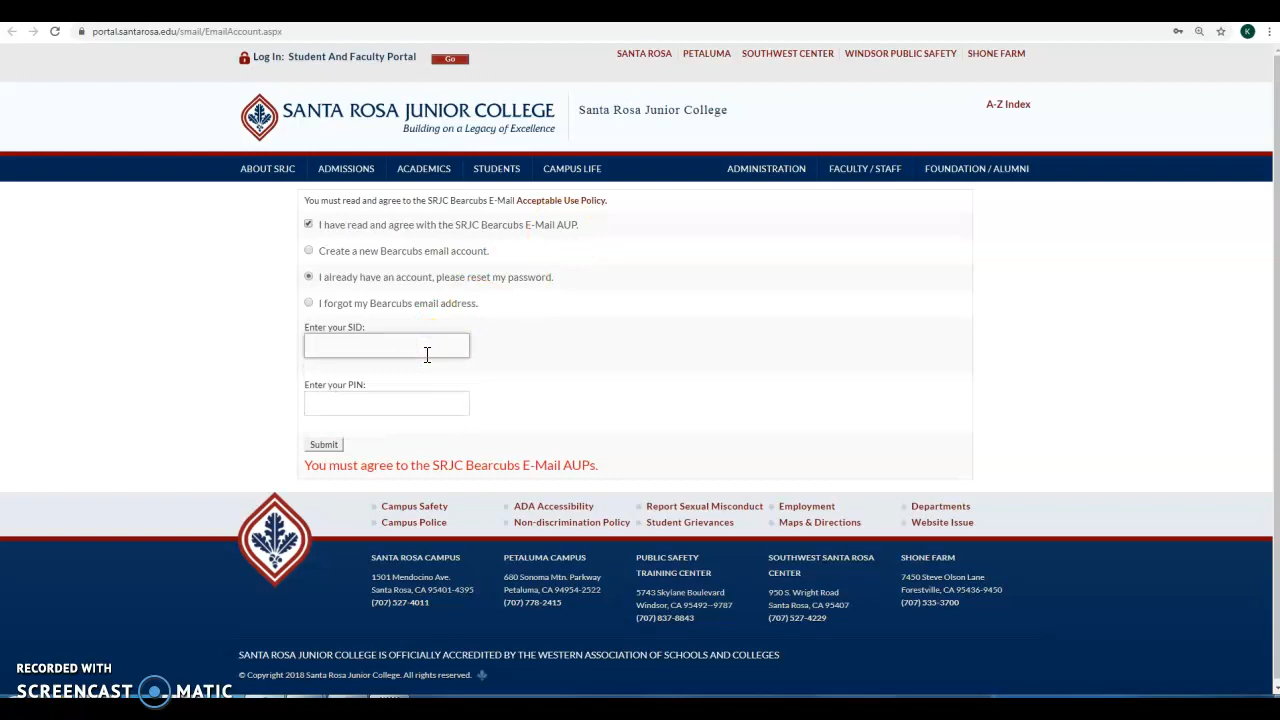 portal.santarosa.edu/smail/EmailAccount.aspx
K
Log In: Student And Faculty Portal
Go
SANTA ROSA PETALUMA SOUTHWEST CENTER WINDSOR PUBLIC SAFETY SHONE FARM
SANTA ROSA JUNIOR COLLEGE
Building on a Legacy of Excellence
Santa Rosa Junior College
A-Z Index
ABOUT SRJC ADMISSIONS ACADEMICS STUDENTS CAMPUS LIFE ADMINISTRATION FACULTY / STAFF FOUNDATION / ALUMNI
You must read and agree to the SRJC Bearcubs E-Mail Acceptable Use Policy.
I have read and agree with the SRJC Bearcubs E-Mail AUP.
Create a new Bearcubs email account.
I already have an account, please reset my password.
I forgot my Bearcubs email address.
Enter your SID:
Enter your PIN:
Submit
You must agree to the SRJC Bearcubs E-Mail AUPs.
Campus Safety ADA Accessibility Report Sexual Misconduct Employment Departments
Campus Police Non-discrimination Policy Student Grievances Maps & Directions Website Issue
SANTA ROSA CAMPUS
1501 Mendocino Ave.
Santa Rosa, CA 95401-4395
(707) 527-4011
PETALUMA CAMPUS
680 Sonoma Mtn. Parkway
Petaluma, CA 94954-2522
(707) 778-2415
PUBLIC SAFETY
TRAINING CENTER
5743 Skylane Boulevard
Windsor, CA 95492--9787
(707) 837-8843
SOUTHWEST SANTA ROSA
CENTER
950 S. Wright Road
Santa Rosa, CA 95407
(707) 527-4229
SHONE FARM
7450 Steve Olson Lane
Forestville, CA 95436-9450
(707) 535-3700
SANTA ROSA JUNIOR COLLEGE IS OFFICIALLY ACCREDITED BY THE WESTERN ASSOCIATION OF SCHOOLS AND COLLEGES
© Copyright 2018 Santa Rosa Junior College. All rights reserved.
RECORDED WITH
SCREENCAST MATIC